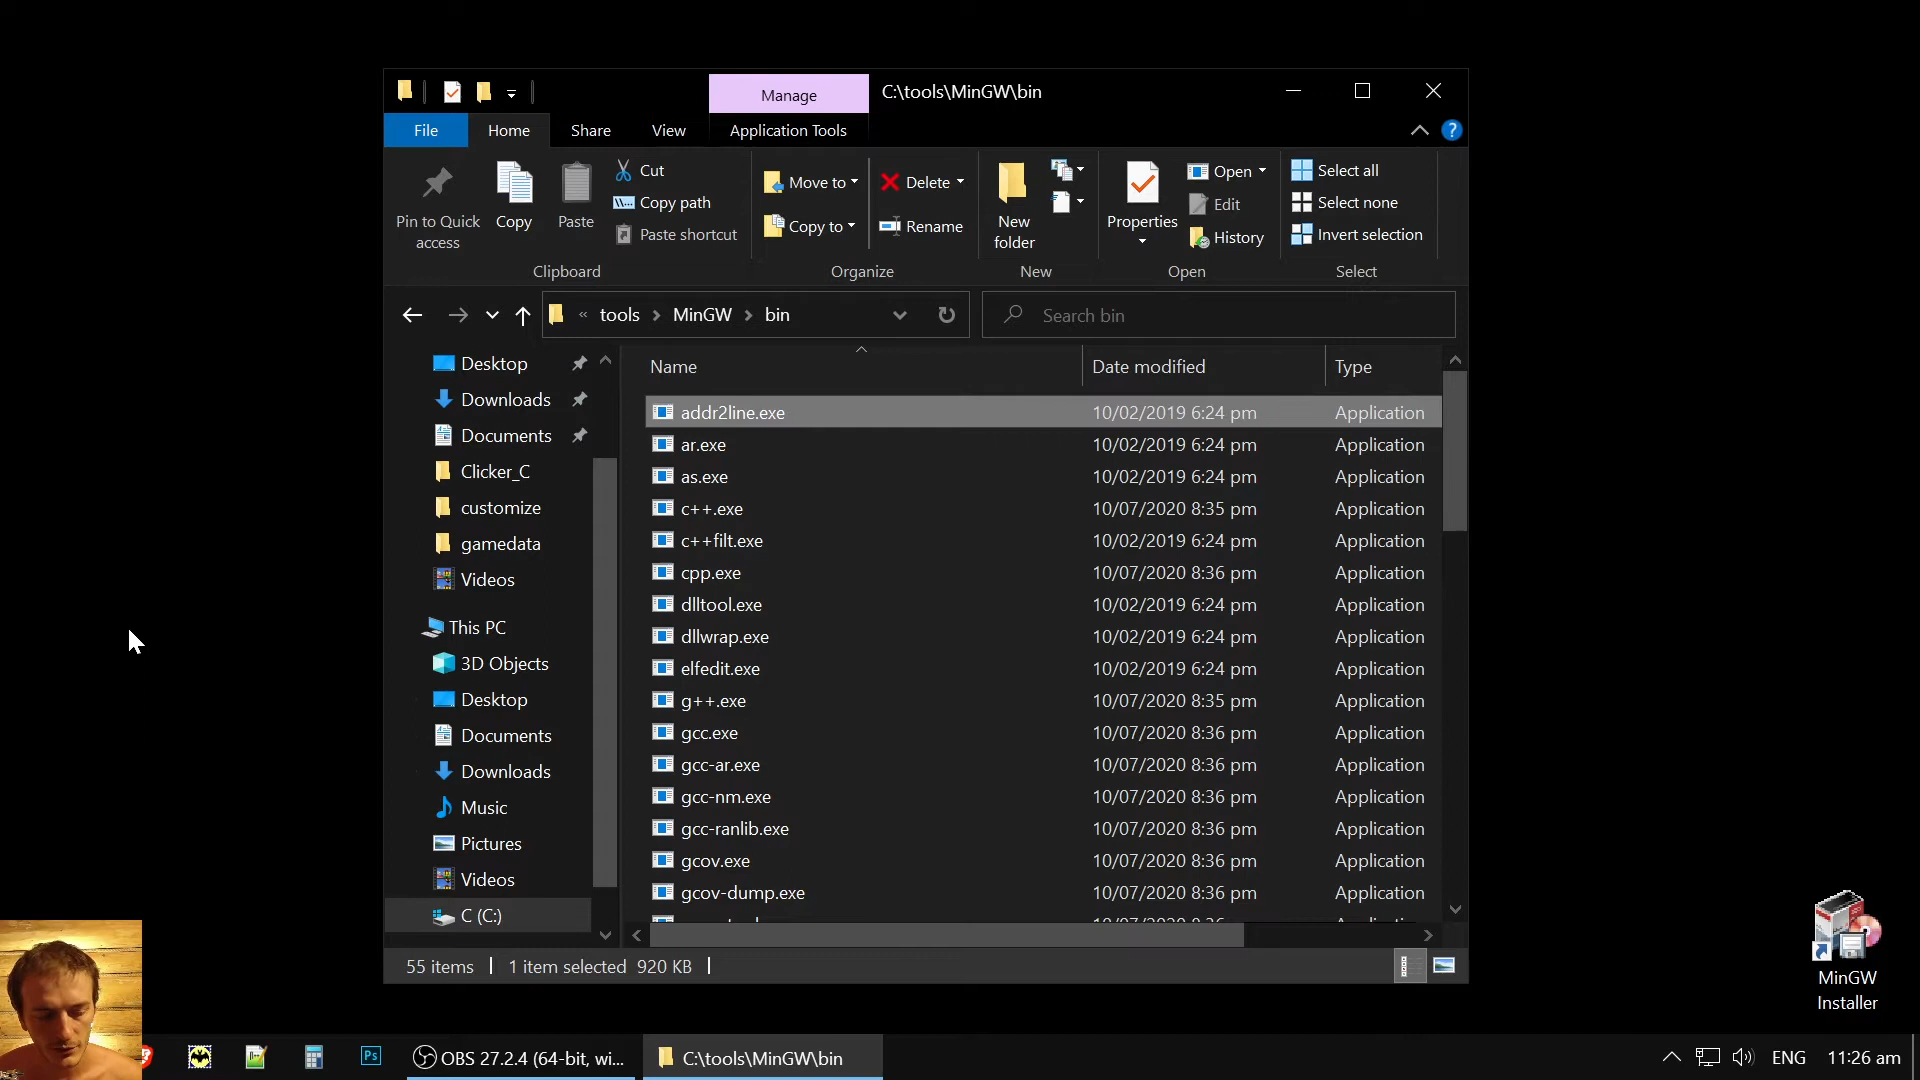 Manage
C:\tools\MinGW\bin
File
Home
Share
View
Application Tools
Pin to Quick access
Copy
Paste
Cut
Copy path
Paste shortcut
Clipboard
Move to
Copy to
Delete
Rename
Organize
New folder
New
Properties
Open
Edit
History
Open
Select all
Select none
Invert selection
Select
« tools > MinGW > bin
Search bin
Desktop
Downloads
Documents
Clicker_C
customize
gamedata
Videos
This PC
3D Objects
Desktop
Documents
Downloads
Music
Pictures
Videos
C (C:)
Name Date modified Type
addr2line.exe 10/02/2019 6:24 pm Application
ar.exe 10/02/2019 6:24 pm Application
as.exe 10/02/2019 6:24 pm Application
c++.exe 10/07/2020 8:35 pm Application
c++filt.exe 10/02/2019 6:24 pm Application
cpp.exe 10/07/2020 8:36 pm Application
dlltool.exe 10/02/2019 6:24 pm Application
dllwrap.exe 10/02/2019 6:24 pm Application
elfedit.exe 10/02/2019 6:24 pm Application
g++.exe 10/07/2020 8:35 pm Application
gcc.exe 10/07/2020 8:36 pm Application
gcc-ar.exe 10/07/2020 8:36 pm Application
gcc-nm.exe 10/07/2020 8:36 pm Application
gcc-ranlib.exe 10/07/2020 8:36 pm Application
gcov.exe 10/07/2020 8:36 pm Application
gcov-dump.exe 10/07/2020 8:36 pm Application
55 items
1 item selected 920 KB
MinGW
Installer
Ps
OBS 27.2.4 (64-bit, wi...
C:\tools\MinGW\bin
ENG
11:26 am